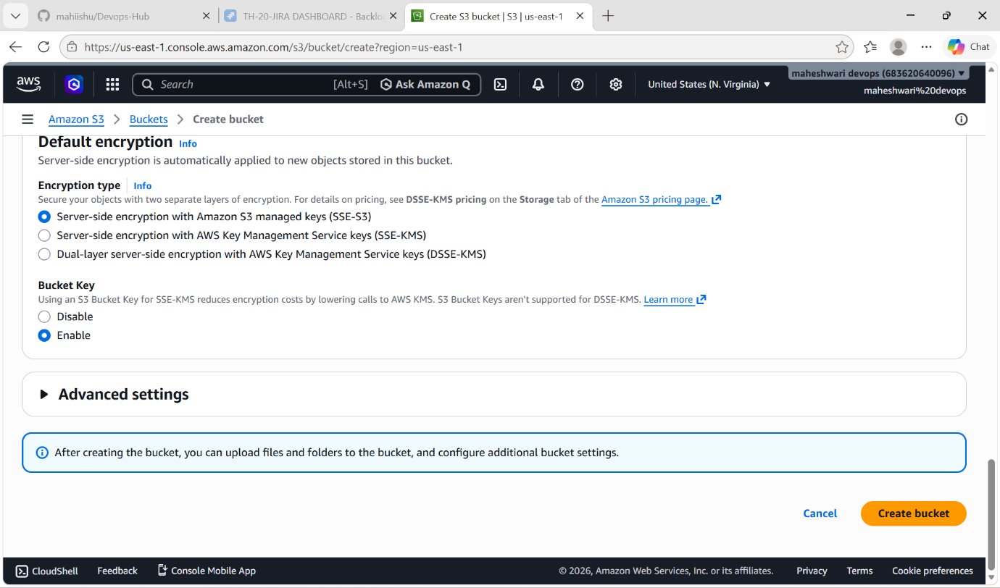 mahiishu/Devops-Hub
TH-20-JIRA DASHBOARD - Backlo
Create S3 bucket | S3 | us-east-1
https://us-east-1.console.aws.amazon.com/s3/bucket/create?region=us-east-1
Chat
aws
Search
[Alt+S]
Ask Amazon Q
United States (N. Virginia)
maheshwari devops (683620640096)
maheshwari%20devops
Amazon S3
Buckets
Create bucket
Default encryption Info
Server-side encryption is automatically applied to new objects stored in this bucket.
Encryption type Info
Secure your objects with two separate layers of encryption. For details on pricing, see DSSE-KMS pricing on the Storage tab of the Amazon S3 pricing page.
Server-side encryption with Amazon S3 managed keys (SSE-S3)
Server-side encryption with AWS Key Management Service keys (SSE-KMS)
Dual-layer server-side encryption with AWS Key Management Service keys (DSSE-KMS)
Bucket Key
Using an S3 Bucket Key for SSE-KMS reduces encryption costs by lowering calls to AWS KMS. S3 Bucket Keys aren't supported for DSSE-KMS. Learn more
Disable
Enable
Advanced settings
After creating the bucket, you can upload files and folders to the bucket, and configure additional bucket settings.
Cancel
Create bucket
CloudShell
Feedback
Console Mobile App
© 2026, Amazon Web Services, Inc. or its affiliates.
Privacy
Terms
Cookie preferences